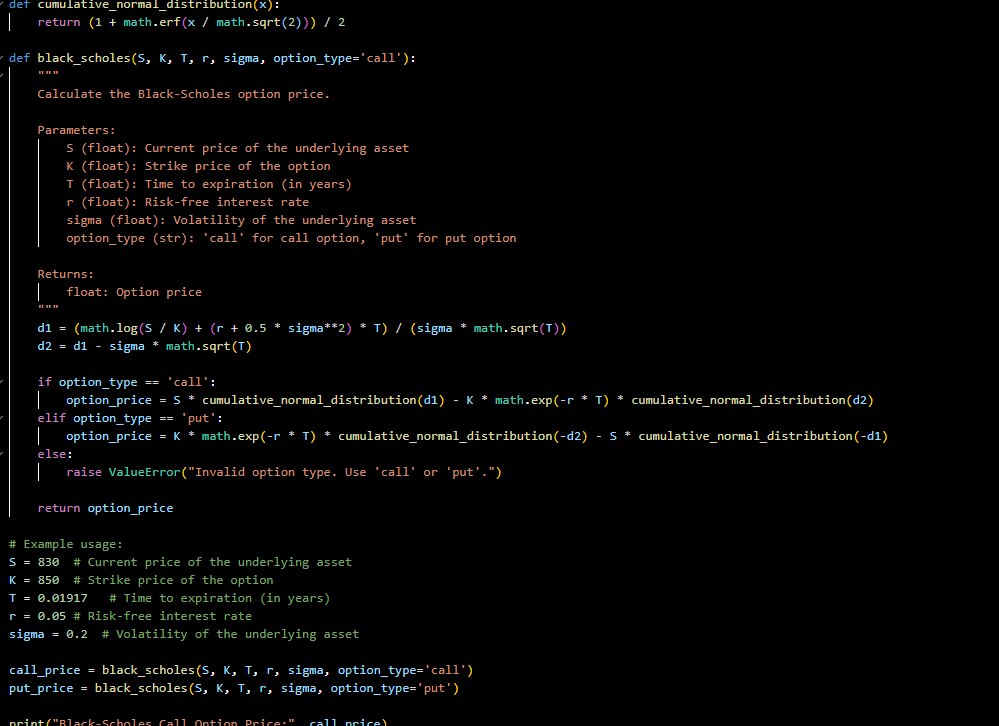 def cumulative_normal_distribution(x):
    return (1 + math.erf(x / math.sqrt(2))) / 2

def black_scholes(S, K, T, r, sigma, option_type='call'):
    """
    Calculate the Black-Scholes option price.

    Parameters:
        S (float): Current price of the underlying asset
        K (float): Strike price of the option
        T (float): Time to expiration (in years)
        r (float): Risk-free interest rate
        sigma (float): Volatility of the underlying asset
        option_type (str): 'call' for call option, 'put' for put option

    Returns:
        float: Option price
    """
    d1 = (math.log(S / K) + (r + 0.5 * sigma**2) * T) / (sigma * math.sqrt(T))
    d2 = d1 - sigma * math.sqrt(T)

    if option_type == 'call':
        option_price = S * cumulative_normal_distribution(d1) - K * math.exp(-r * T) * cumulative_normal_distribution(d2)
    elif option_type == 'put':
        option_price = K * math.exp(-r * T) * cumulative_normal_distribution(-d2) - S * cumulative_normal_distribution(-d1)
    else:
        raise ValueError("Invalid option type. Use 'call' or 'put'.")

    return option_price

# Example usage:
S = 830  # Current price of the underlying asset
K = 850  # Strike price of the option
T = 0.01917   # Time to expiration (in years)
r = 0.05 # Risk-free interest rate
sigma = 0.2  # Volatility of the underlying asset

call_price = black_scholes(S, K, T, r, sigma, option_type='call')
put_price = black_scholes(S, K, T, r, sigma, option_type='put')

print("Black-Scholes Call Option Price:", call_price)